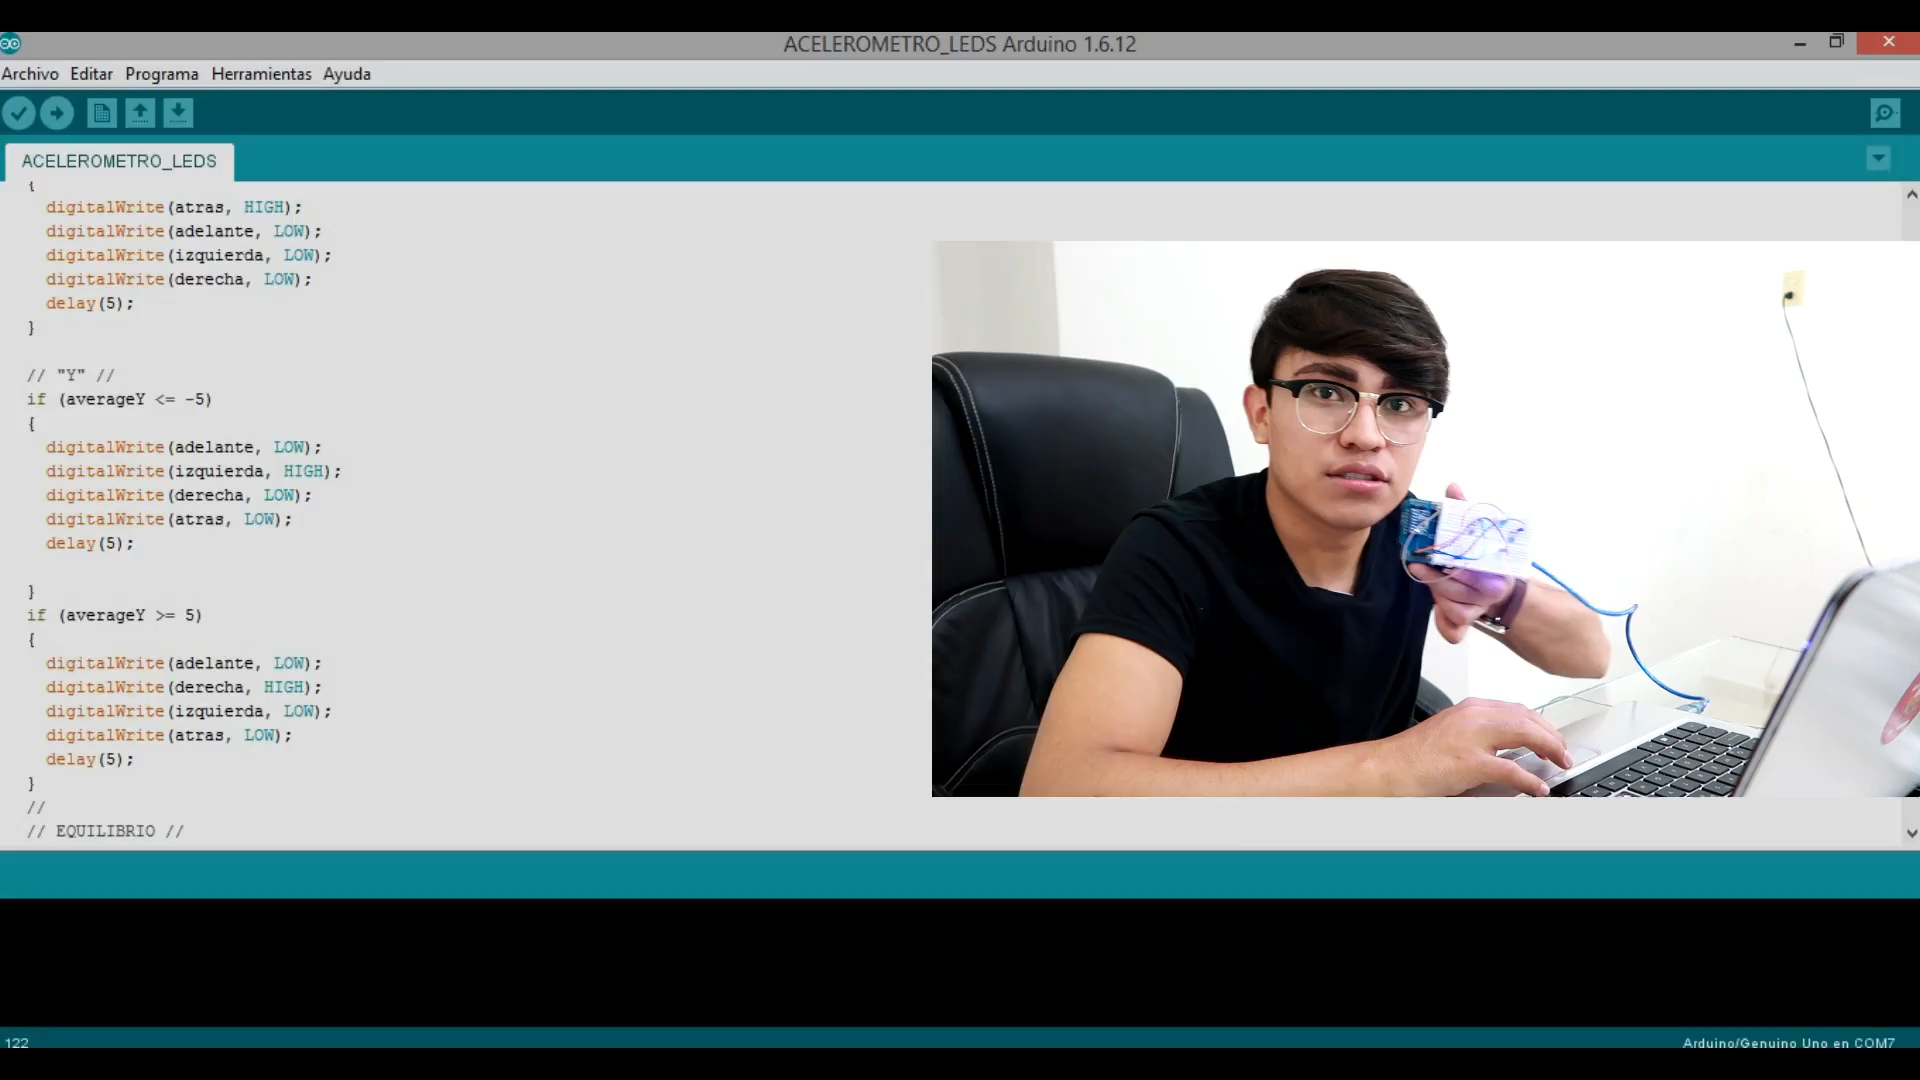 ACELEROMETRO_LEDS Arduino 1.6.12
Archivo Editar Programa Herramientas Ayuda
ACELEROMETRO_LEDS
{
digitalWrite(atras, HIGH);
digitalWrite(adelante, LOW);
digitalWrite(izquierda, LOW);
digitalWrite(derecha, LOW);
delay(5);
}
// "Y" //
if (averageY <= -5)
{
digitalWrite(adelante, LOW);
digitalWrite(izquierda, HIGH);
digitalWrite(derecha, LOW);
digitalWrite(atras, LOW);
delay(5);
}
if (averageY >= 5)
{
digitalWrite(adelante, LOW);
digitalWrite(derecha, HIGH);
digitalWrite(izquierda, LOW);
digitalWrite(atras, LOW);
delay(5);
}
//
// EQUILIBRIO //
122
Arduino/Genuino Uno en COM7